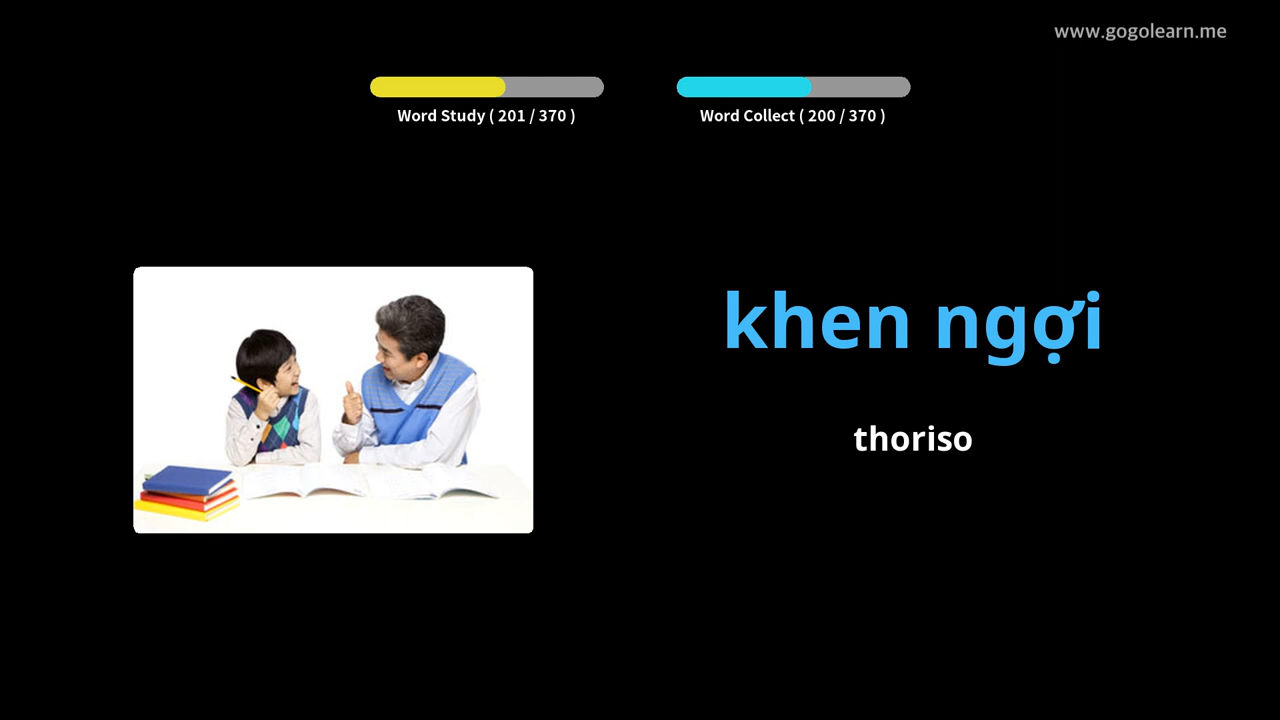 www.gogolearn.me
Word Study ( 201 / 370 )
Word Collect ( 200 / 370 )
khen ngợi
thoriso